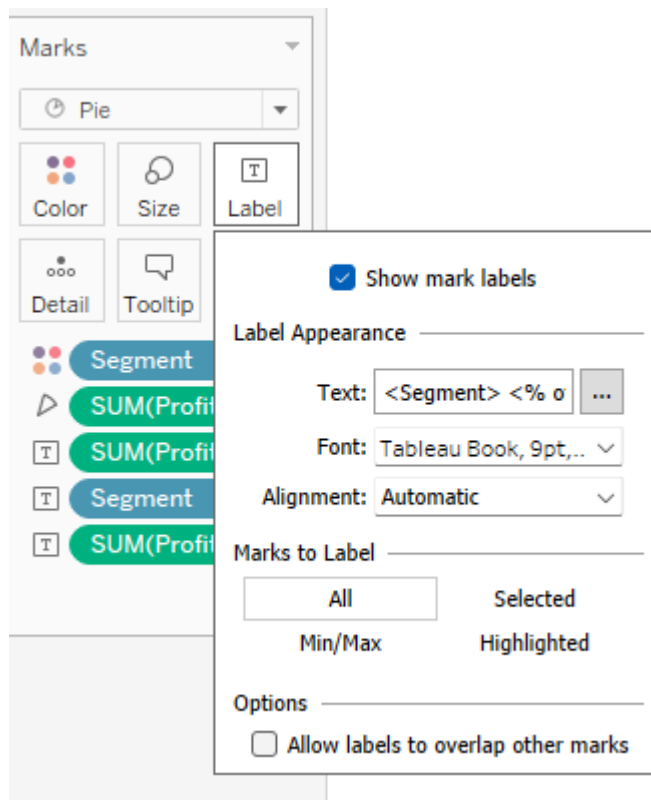 Marks
Pie
Color Size Label
Detail Tooltip
Show mark labels
Label Appearance
Segment
Text: <Segment> <% o
SUM(Profit
Font: Tableau Book, 9pt,..
SUM(Profit
Alignment: Automatic
Segment
SUM(Profit
Marks to Label
All Selected
Min/Max Highlighted
Options
Allow labels to overlap other marks